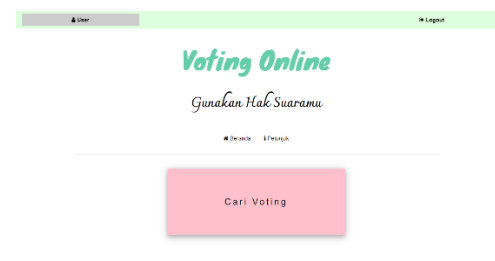 User Logout
Voting Online
Gunakan Hak Suaramu
Beranda Petunjuk
Cari Voting